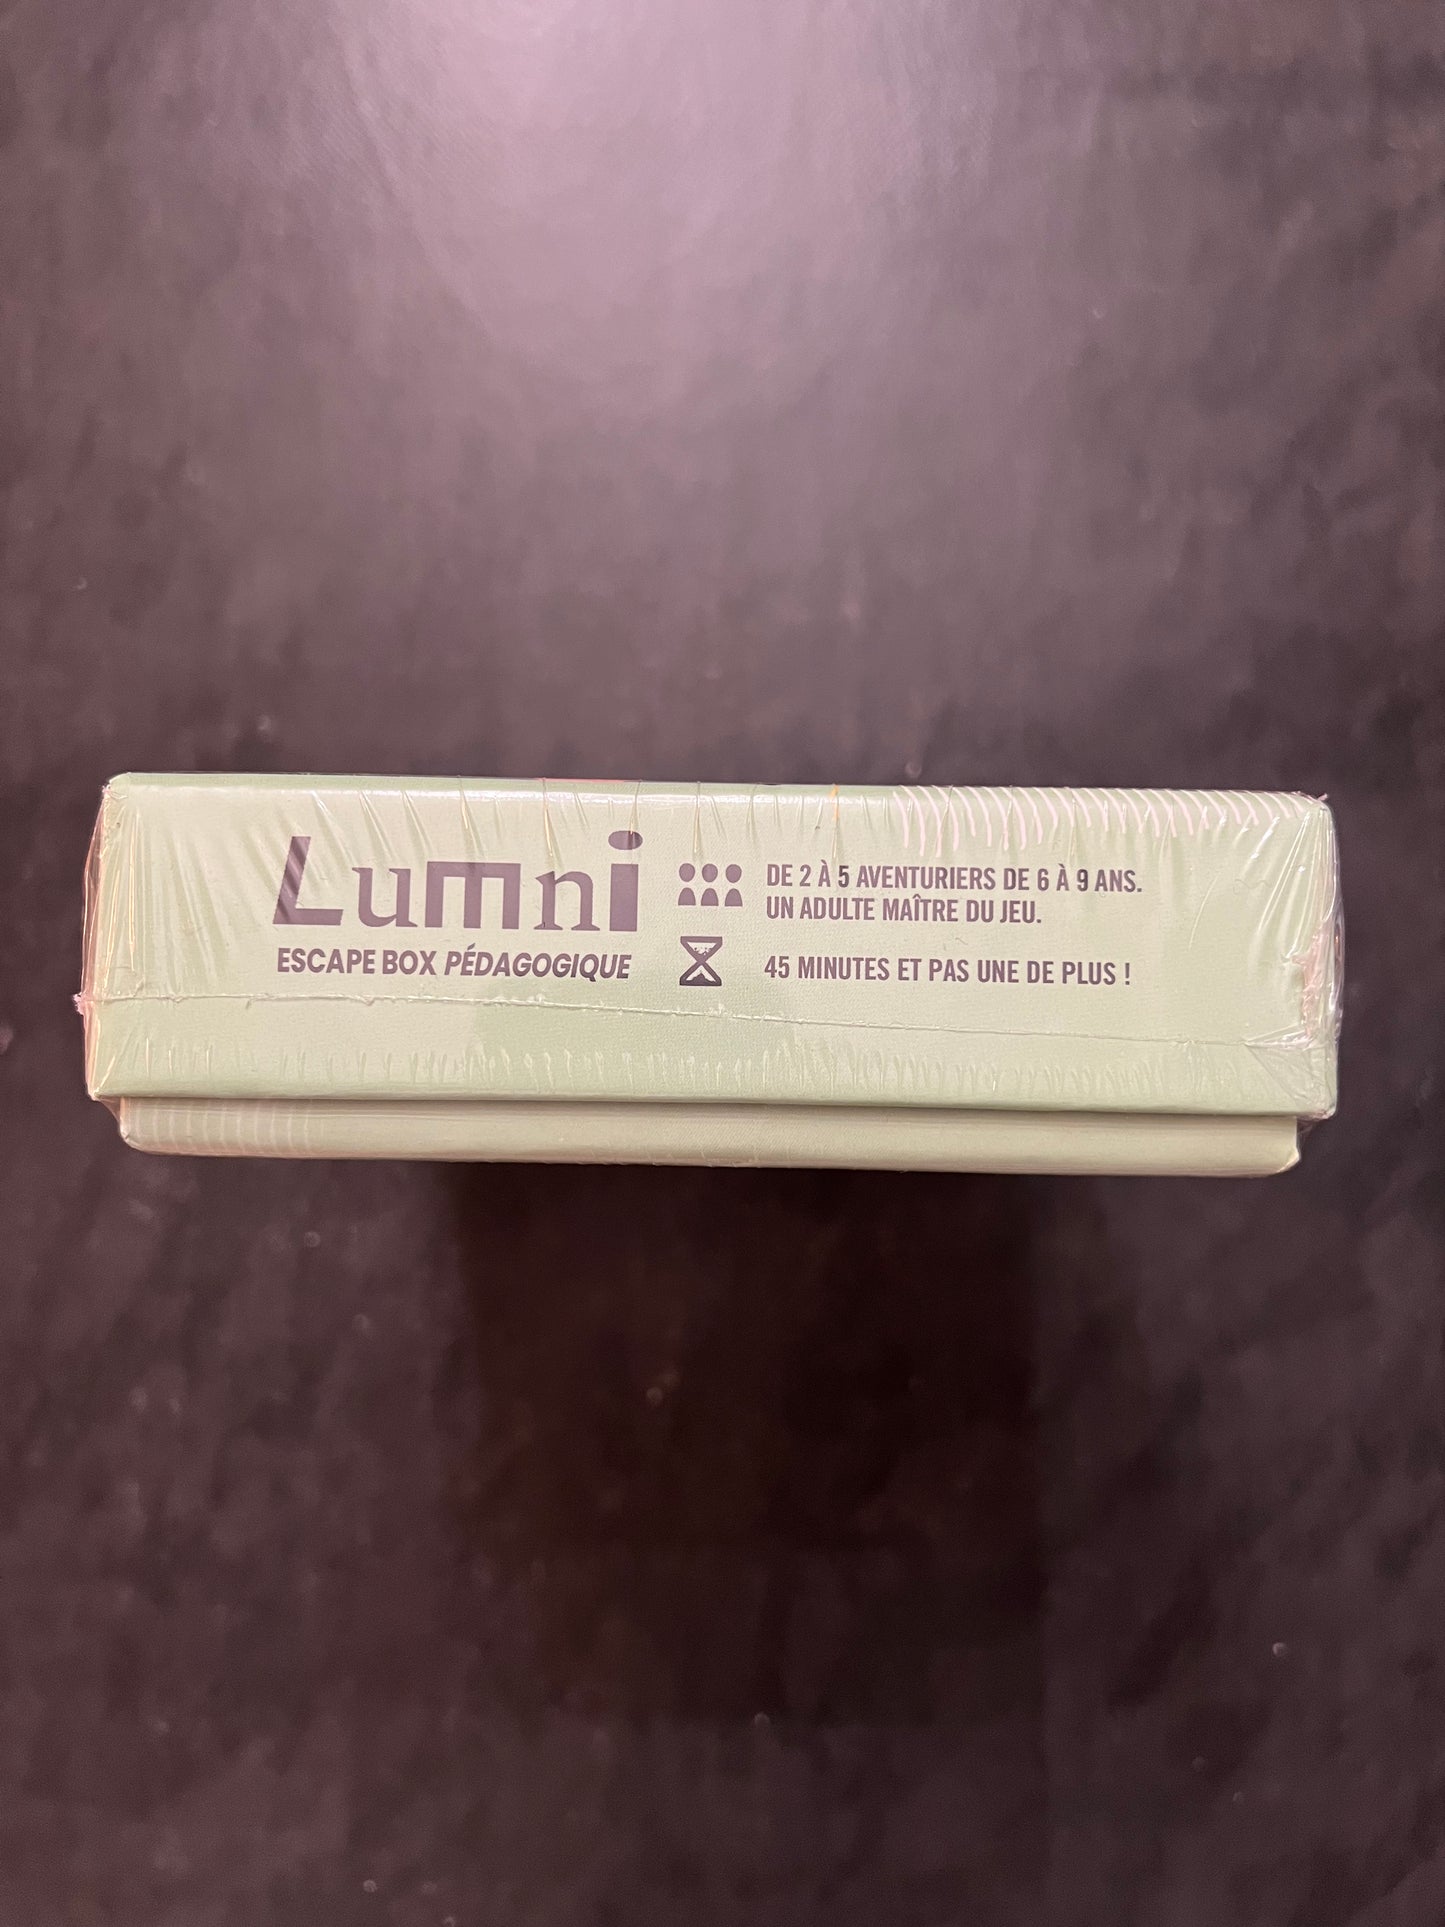 Lumni
ESCAPE BOX PÉDAGOGIQUE
DE 2 À 5 AVENTURIERS DE 6 À 9 ANS.
UN ADULTE MAÎTRE DU JEU.
45 MINUTES ET PAS UNE DE PLUS !